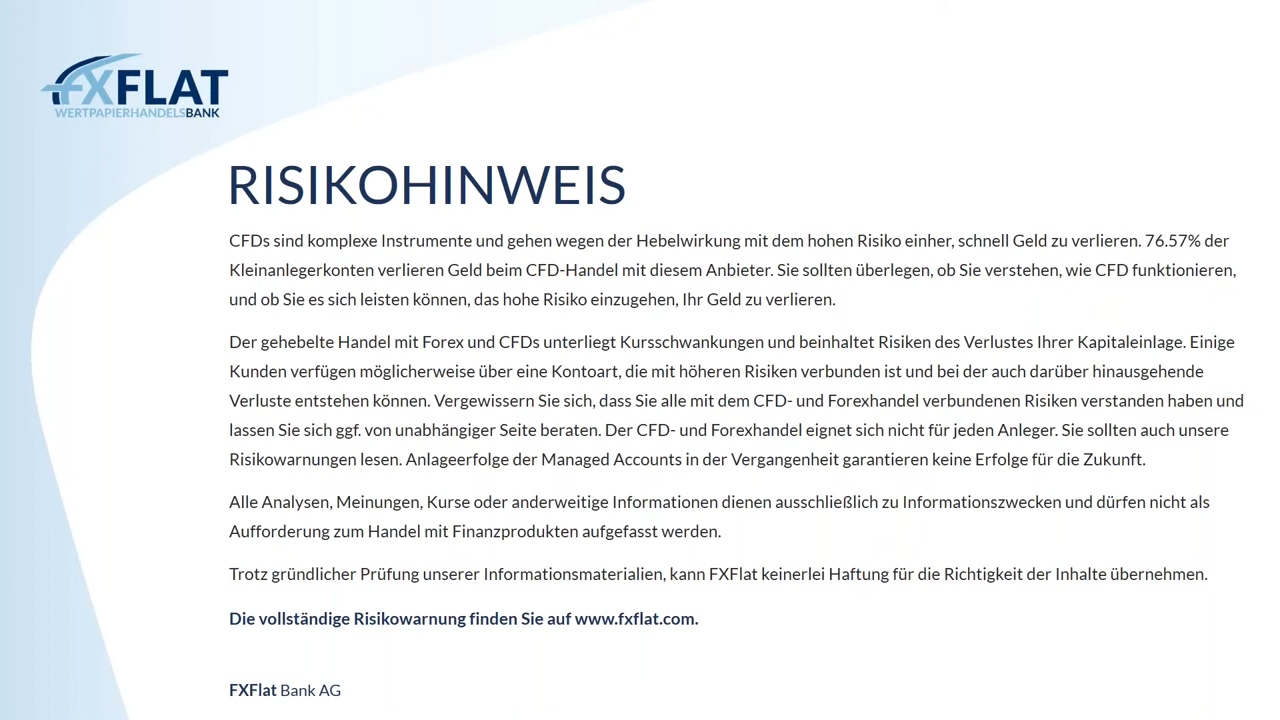 FXFLAT
WERTPAPIERHANDELSBANK
RISIKOHINWEIS
CFDs sind komplexe Instrumente und gehen wegen der Hebelwirkung mit dem hohen Risiko einher, schnell Geld zu verlieren. 76.57% der
Kleinanlegerkonten verlieren Geld beim CFD-Handel mit diesem Anbieter. Sie sollten überlegen, ob Sie verstehen, wie CFD funktionieren,
und ob Sie es sich leisten können, das hohe Risiko einzugehen, Ihr Geld zu verlieren.
Der gehebelte Handel mit Forex und CFDs unterliegt Kursschwankungen und beinhaltet Risiken des Verlustes Ihrer Kapitaleinlage. Einige
Kunden verfügen möglicherweise über eine Kontoart, die mit höheren Risiken verbunden ist und bei der auch darüber hinausgehende
Verluste entstehen können. Vergewissern Sie sich, dass Sie alle mit dem CFD- und Forexhandel verbundenen Risiken verstanden haben und
lassen Sie sich ggf. von unabhängiger Seite beraten. Der CFD- und Forexhandel eignet sich nicht für jeden Anleger. Sie sollten auch unsere
Risikowarnungen lesen. Anlageerfolge der Managed Accounts in der Vergangenheit garantieren keine Erfolge für die Zukunft.
Alle Analysen, Meinungen, Kurse oder anderweitige Informationen dienen ausschließlich zu Informationszwecken und dürfen nicht als
Aufforderung zum Handel mit Finanzprodukten aufgefasst werden.
Trotz gründlicher Prüfung unserer Informationsmaterialien, kann FXFlat keinerlei Haftung für die Richtigkeit der Inhalte übernehmen.
Die vollständige Risikowarnung finden Sie auf www.fxflat.com.
FXFlat Bank AG